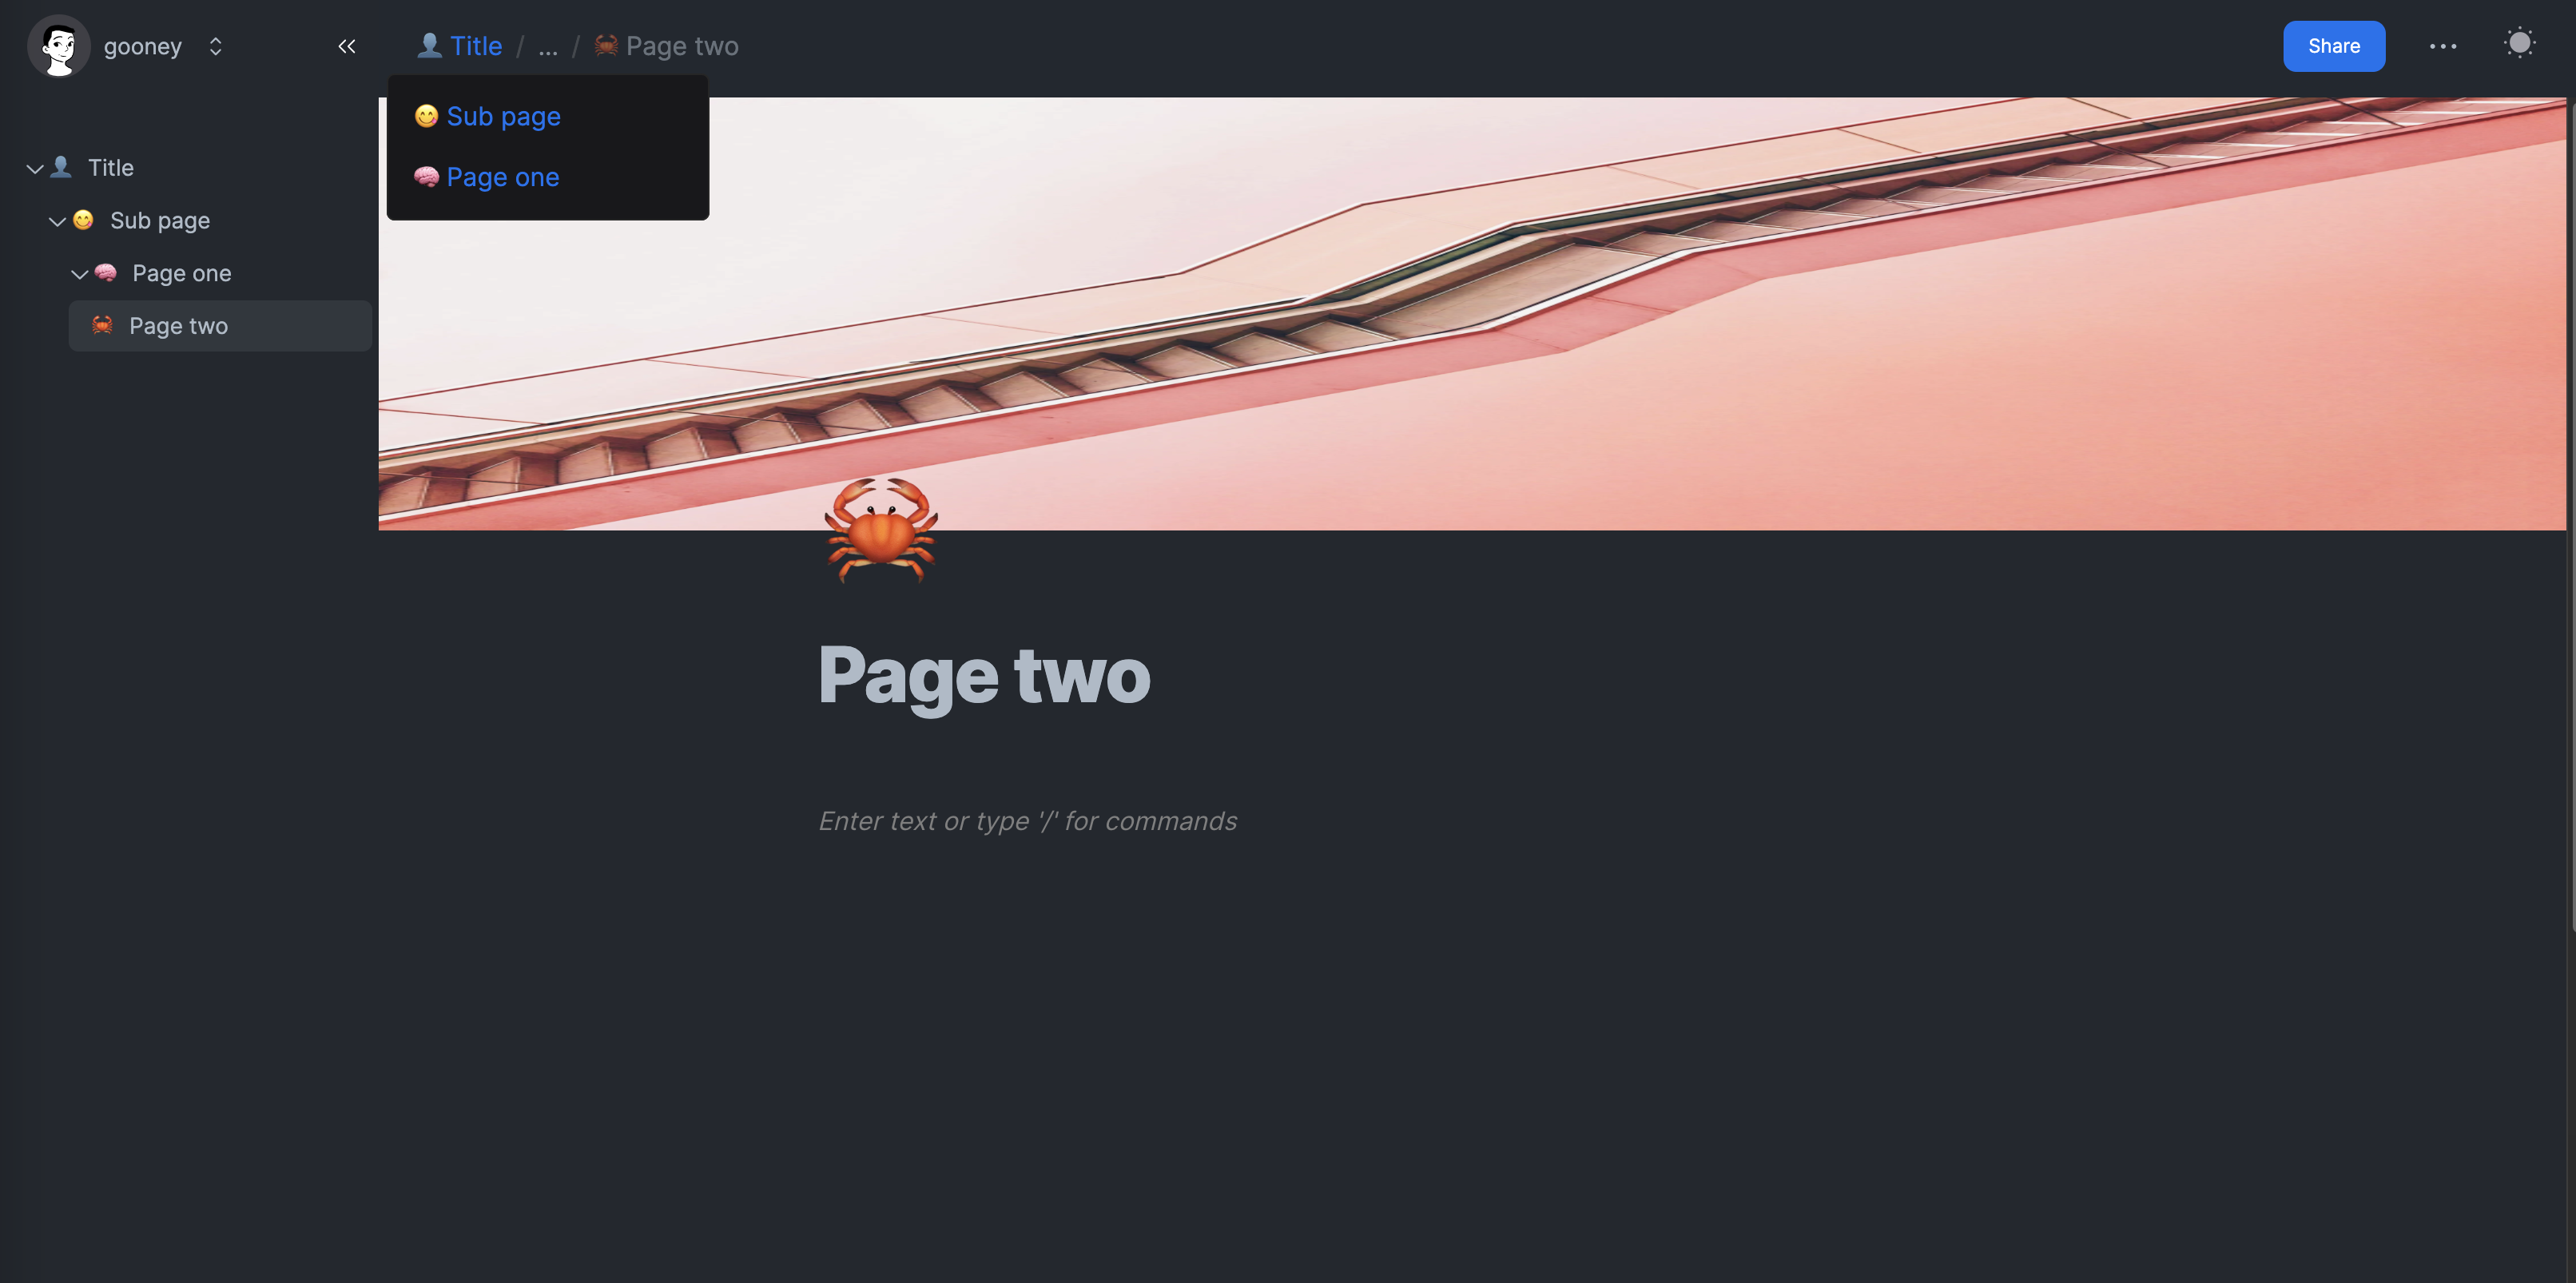 gooney
Title / ... / Page two
Share
Sub page
Page one
Title
Sub page
Page one
Page two
Page two
Enter text or type '/' for commands